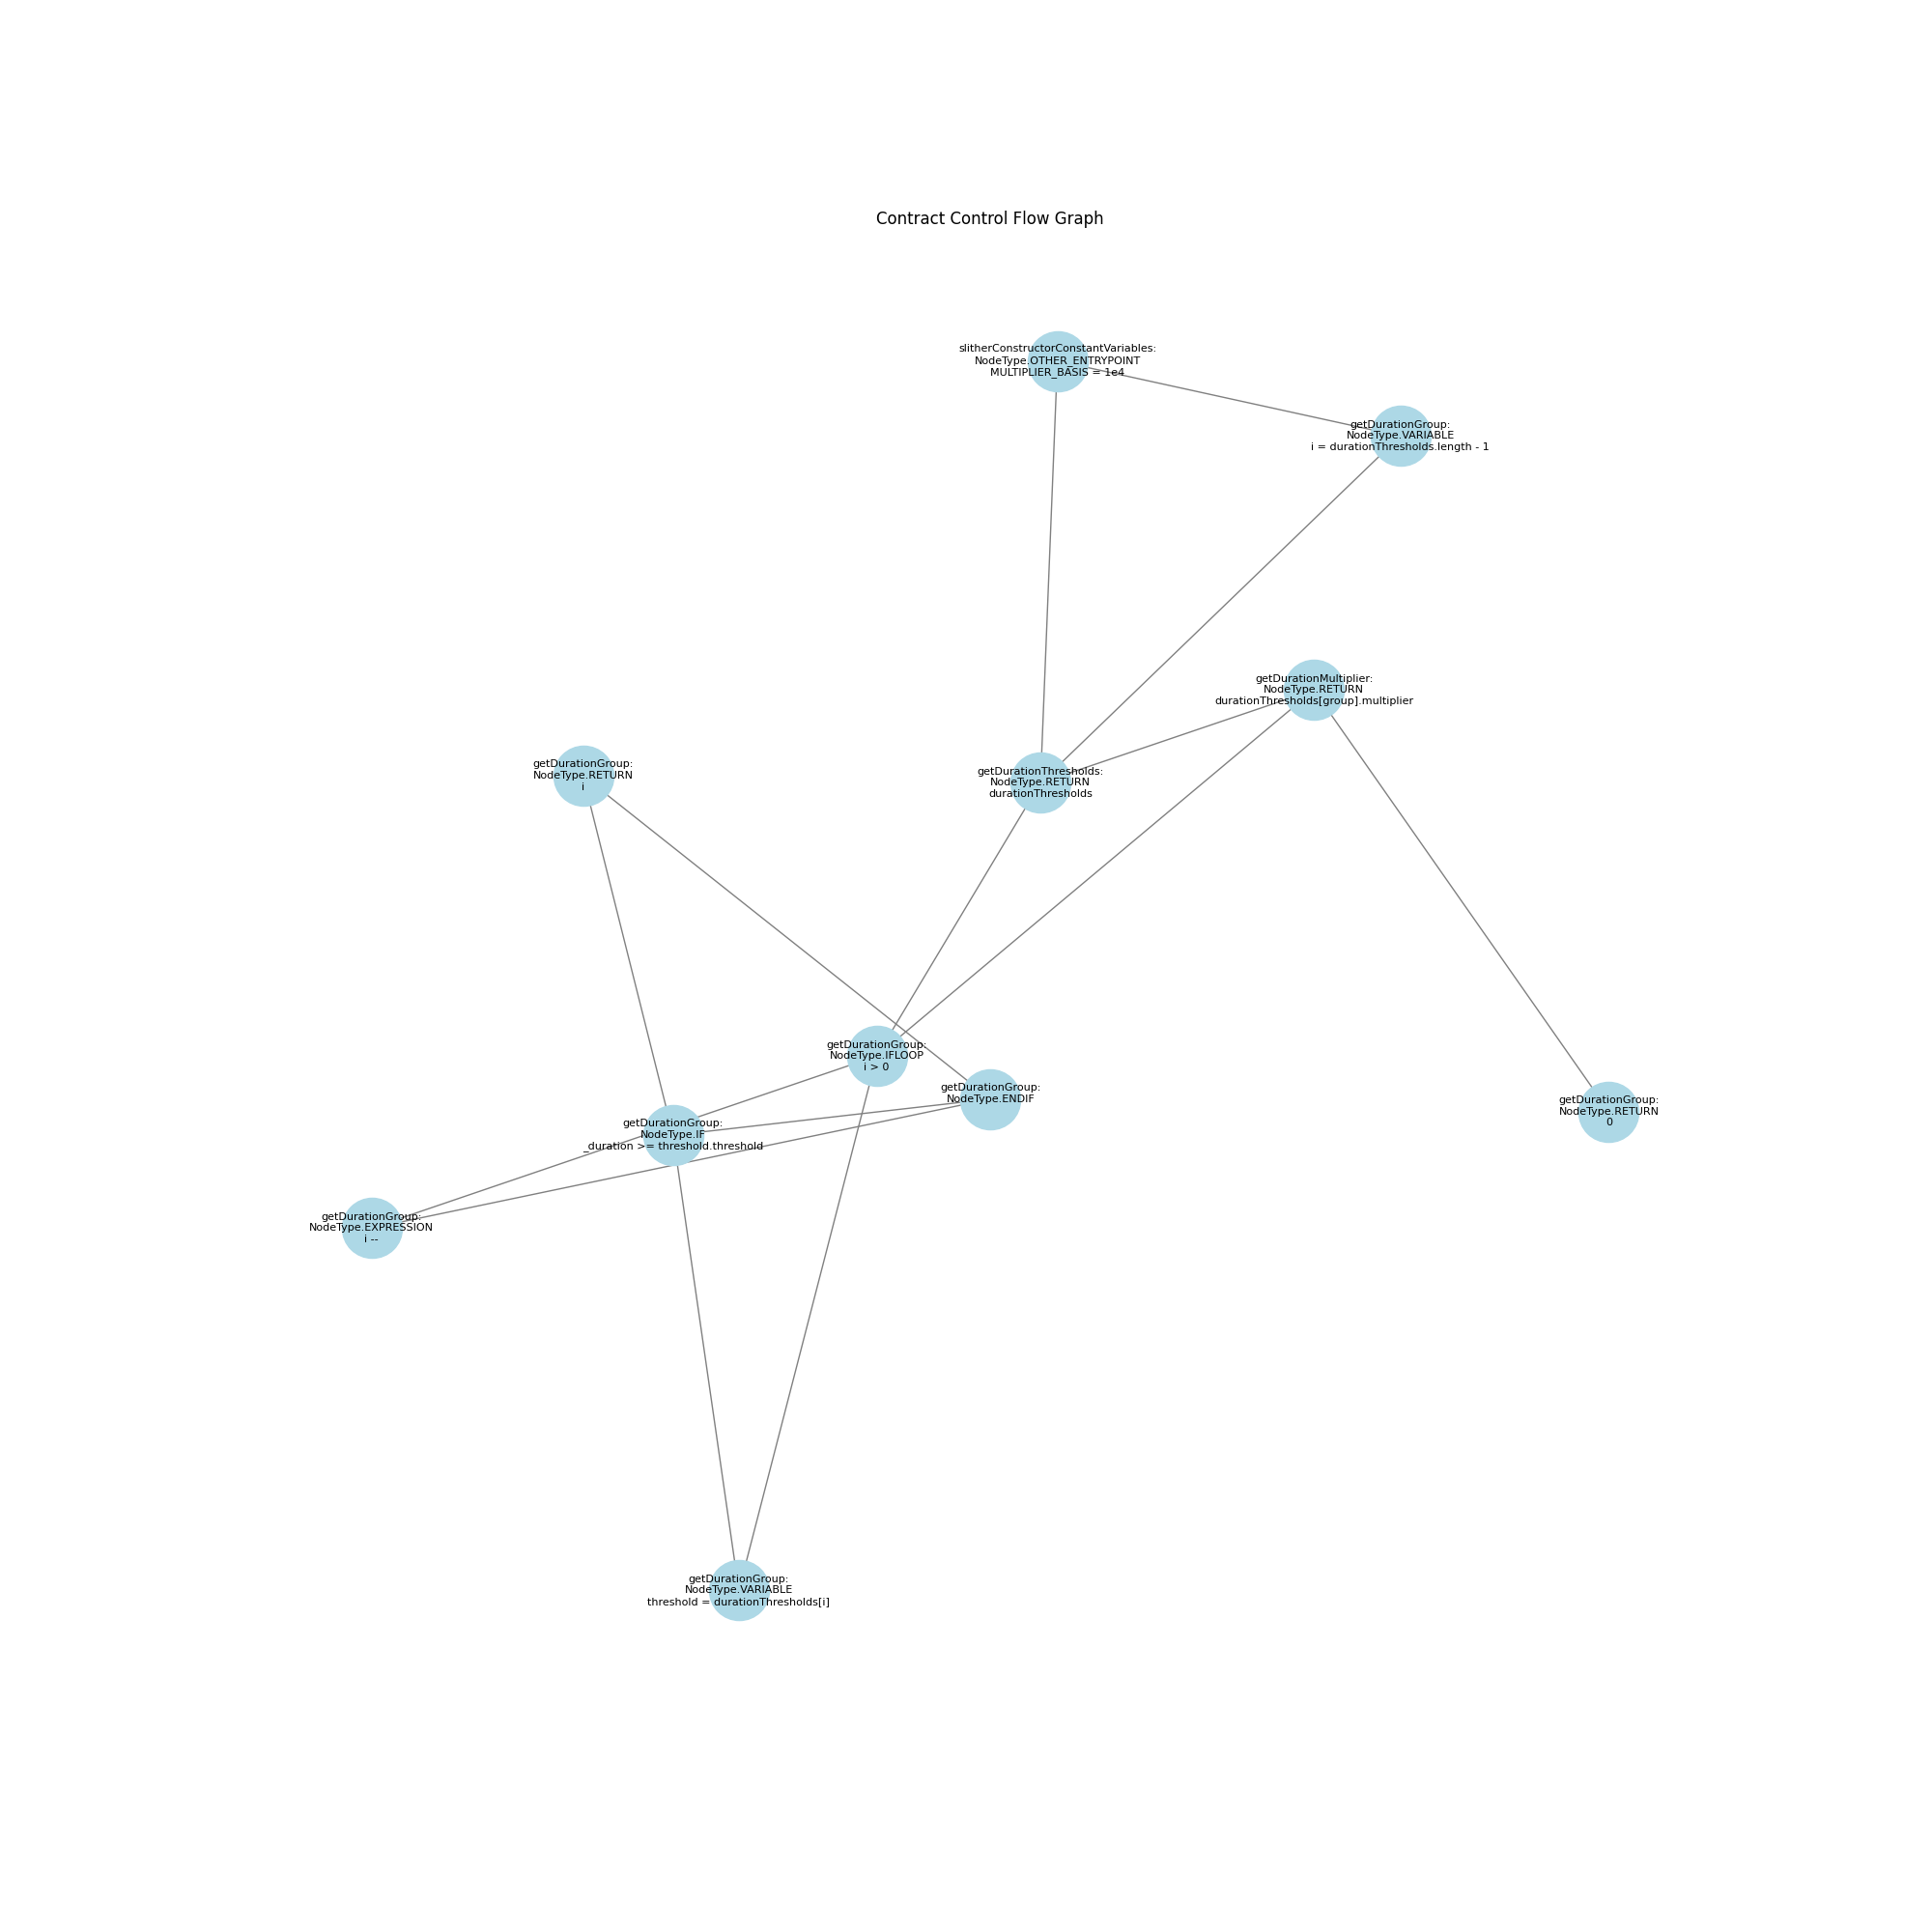 Contract Control Flow Graph
slitherConstructorConstantVariables:
NodeType.OTHER_ENTRYPOINT
MULTIPLIER_BASIS = 1e4
getDurationGroup:
NodeType.VARIABLE
i = durationThresholds.length - 1
getDurationMultiplier:
NodeType.RETURN
durationThresholds[group].multiplier
getDurationGroup:
NodeType.RETURN
i
getDurationThresholds:
NodeType.RETURN
durationThresholds
getDurationGroup:
NodeType.IFLOOP
i > 0
getDurationGroup:
NodeType.ENDIF
getDurationGroup:
NodeType.RETURN
0
getDurationGroup:
NodeType.IF
_duration >= threshold.threshold
getDurationGroup:
NodeType.EXPRESSION
i --
getDurationGroup:
NodeType.VARIABLE
threshold = durationThresholds[i]